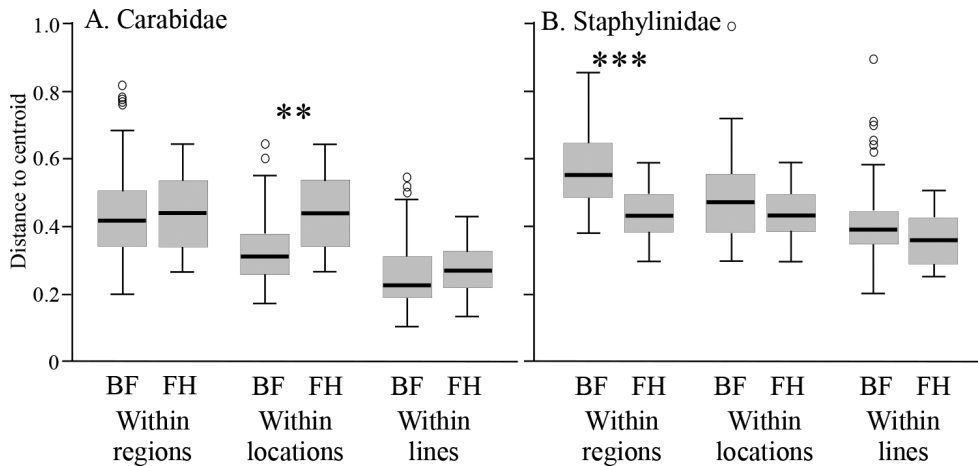 A. Carabidae
B. Staphylinidae
Distance to centroid
1.0
0.8
0.6
0.4
0.2
0
**
***
BF FH BF FH BF FH
Within regions
Within locations
Within lines
BF FH BF FH BF FH
Within regions
Within locations
Within lines